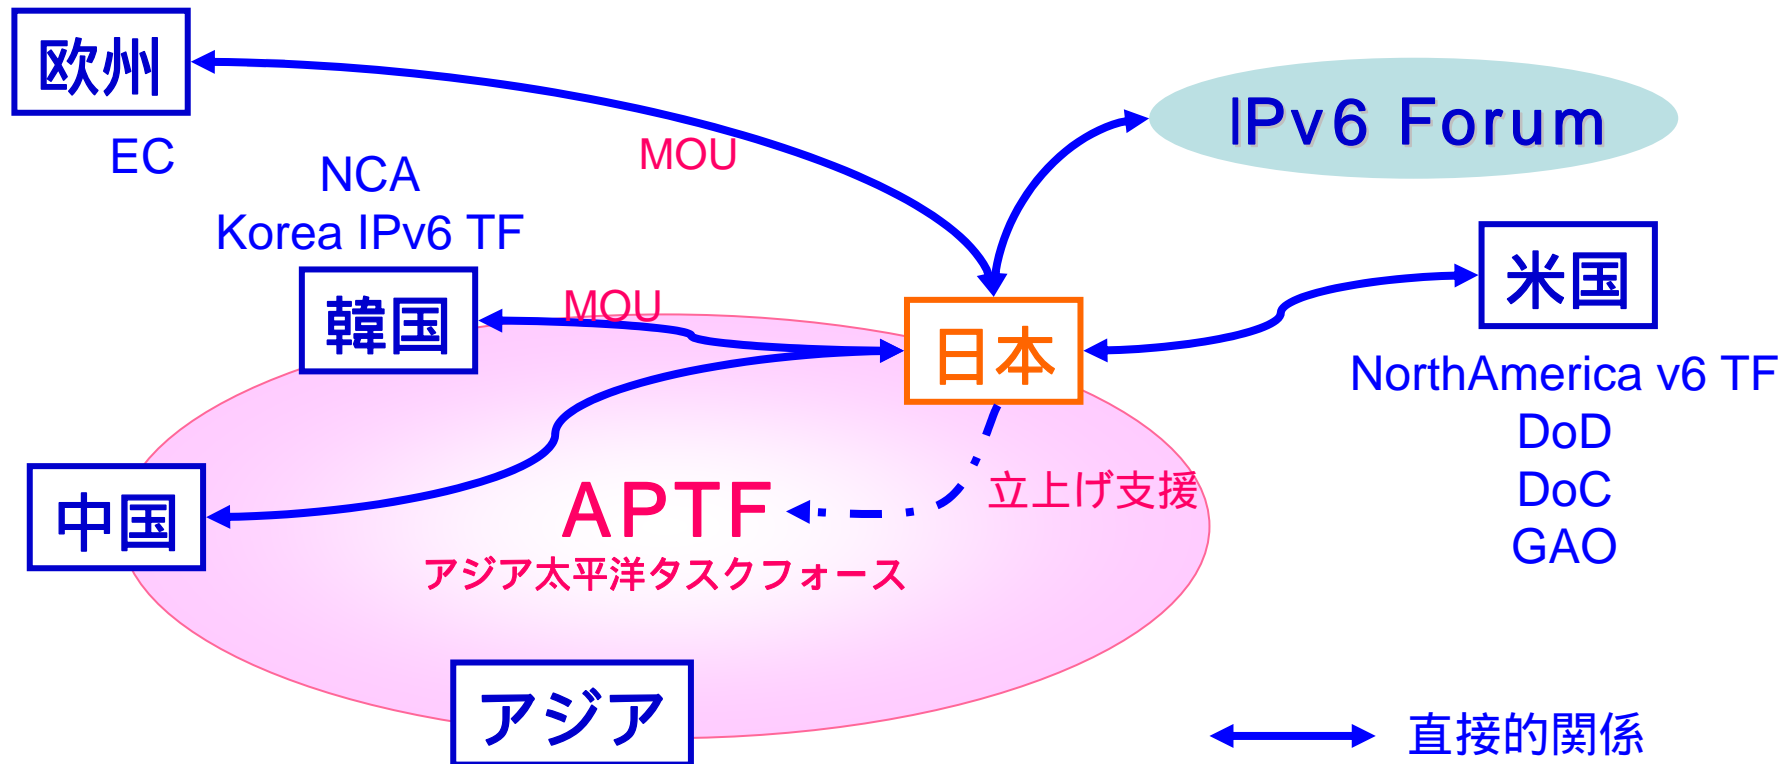 欧州
EC
NCA
Korea IPv6 TF
MOU
IPv6 Forum
韓国
MOU
日本
米国
NorthAmerica v6 TF
DoD
DoC
GAO
中国
APTF
アジア太平洋タスクフォース
立上げ支援
アジア
直接的関係